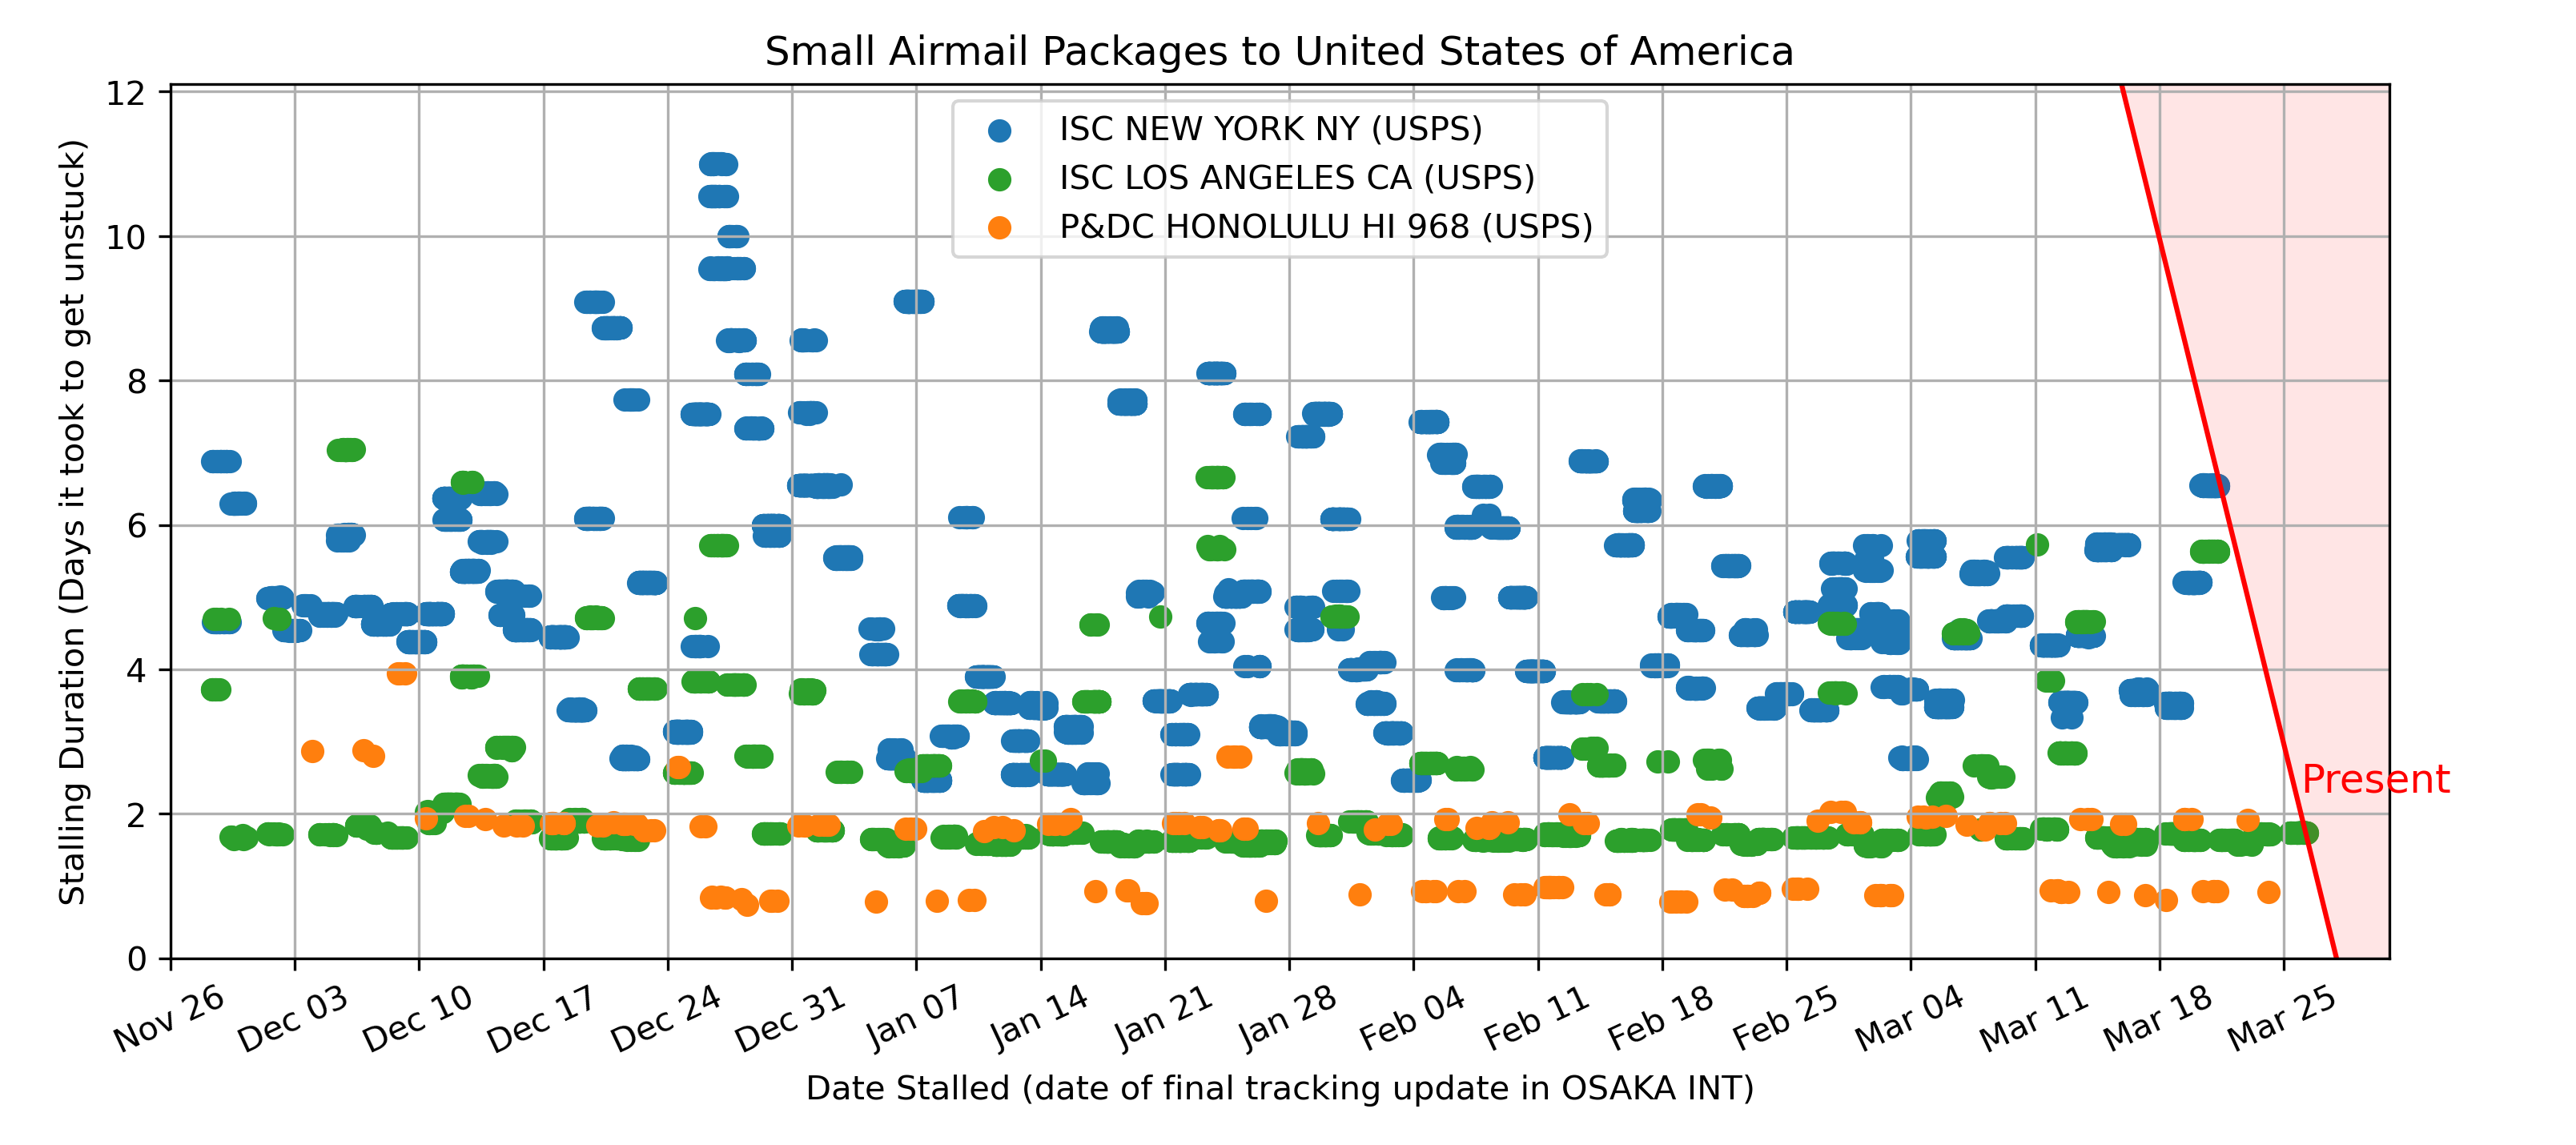 Small Airmail Packages to United States of America
ISC NEW YORK NY (USPS)
ISC LOS ANGELES CA (USPS)
P&DC HONOLULU HI 968 (USPS)
Stalling Duration (Days it took to get unstuck)
12
10
8
6
4
2
0
Present
Nov 26
Dec 03
Dec 10
Dec 17
Dec 24
Dec 31
Jan 07
Jan 14
Jan 21
Jan 28
Feb 04
Feb 11
Feb 18
Feb 25
Mar 04
Mar 11
Mar 18
Mar 25
Date Stalled (date of final tracking update in OSAKA INT)